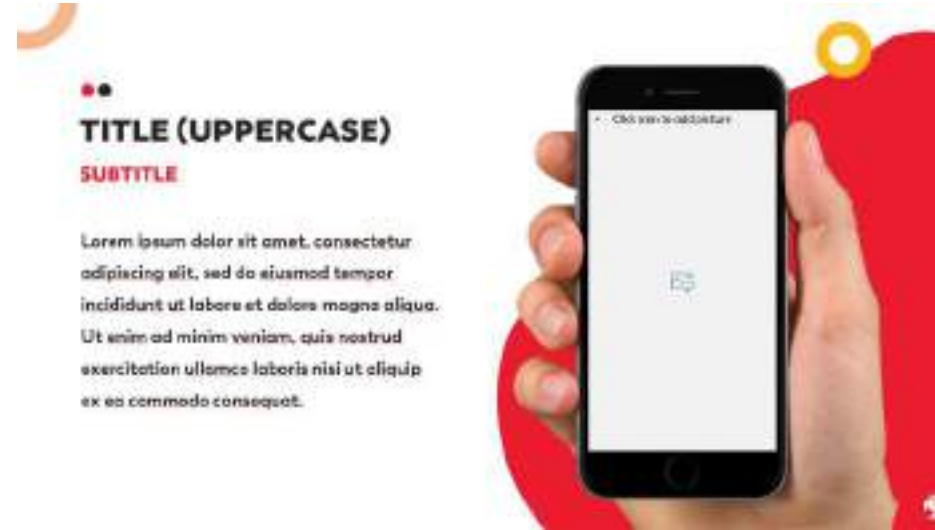 TITLE (UPPERCASE)
SUBTITLE
Lorem ipsum dolor sit amet, consectetur
adipiscing elit, sed do eiusmod tempor
incididunt ut labore et dolore magna aliqua.
Ut enim ad minim veniam, quis nostrud
exercitation ullamco laboris nisi ut aliquip
ex ea commodo consequat.
• Click icon to add picture